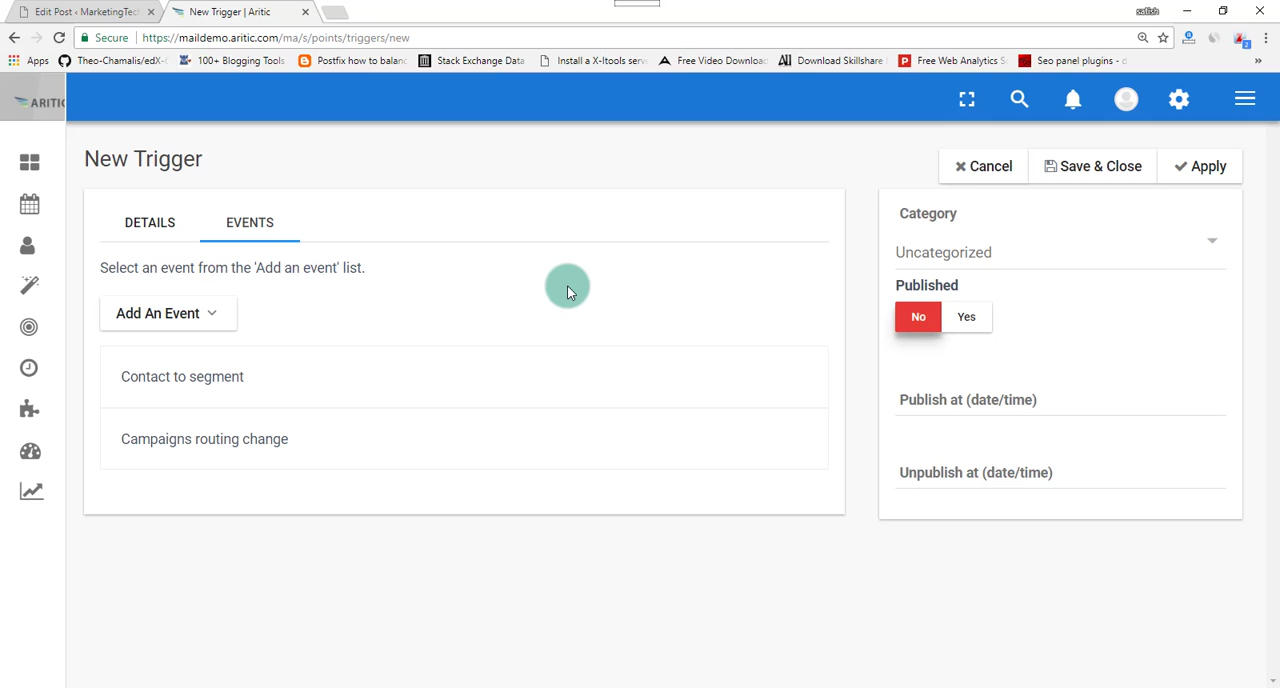 Edit Post ‹ MarketingTec
New Trigger | Aritic
satish
Secure
https://maildemo.aritic.com/ma/s/points/triggers/new
Apps
Theo-Chamalis/edX-
100+ Blogging Tools
Postfix how to balanc
Stack Exchange Data
Install a X-Itools serve
Free Video Download
Download Skillshare
Free Web Analytics S
Seo panel plugins - d
»
ARITIC
New Trigger
Cancel
Save & Close
Apply
DETAILS
EVENTS
Select an event from the 'Add an event' list.
Add An Event
Contact to segment
Campaigns routing change
Category
Uncategorized
Published
No
Yes
Publish at (date/time)
Unpublish at (date/time)